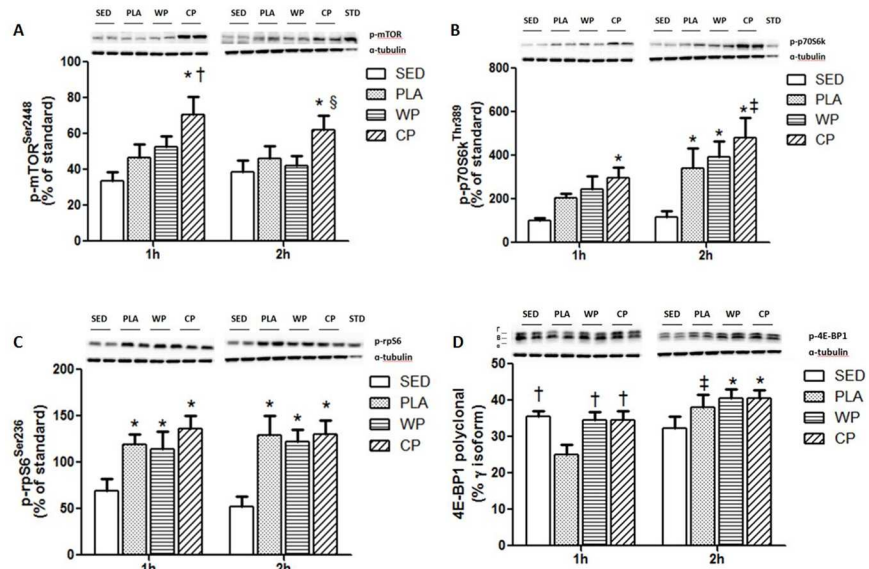 A
SED PLA WP CP SED PLA WP CP STD
p-mTOR
α-tubulin
p-mTOR^Ser2448
(% of standard)
100
80
60
40
20
0
* †
* §
1h 2h
SED
PLA
WP
CP
B
SED PLA WP CP SED PLA WP CP STD
p-p70S6k
α-tubulin
p-p70S6k^Thr389
(% of standard)
800
600
400
200
0
*
* * *‡
1h 2h
SED
PLA
WP
CP
C
SED PLA WP CP SED PLA WP CP STD
p-rpS6
α-tubulin
p-rpS6^Ser236
(% of standard)
200
150
100
50
0
* * *
* * *
1h 2h
SED
PLA
WP
CP
D
SED PLA WP CP SED PLA WP CP
p-4E-BP1
α-tubulin
4E-BP1 polyclonal
(% γ isoform)
50
40
30
20
10
0
† † †
‡ * *
1h 2h
SED
PLA
WP
CP